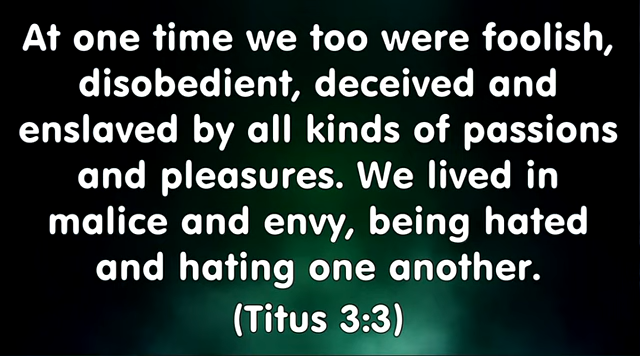 At one time we too were foolish,
disobedient, deceived and
enslaved by all kinds of passions
and pleasures. We lived in
malice and envy, being hated
and hating one another.
(Titus 3:3)